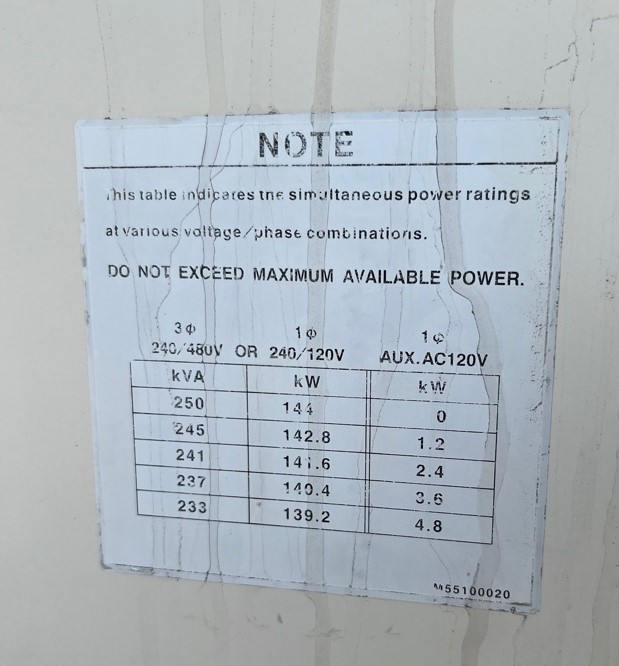 NOTE
This table indicates the simultaneous power ratings
at various voltage/phase combinations.
DO NOT EXCEED MAXIMUM AVAILABLE POWER.
3φ 1φ 1φ
240/480V OR 240/120V AUX.AC120V
kVA kW kW
250 144 0
245 142.8 1.2
241 141.6 2.4
237 140.4 3.6
233 139.2 4.8
M55100020